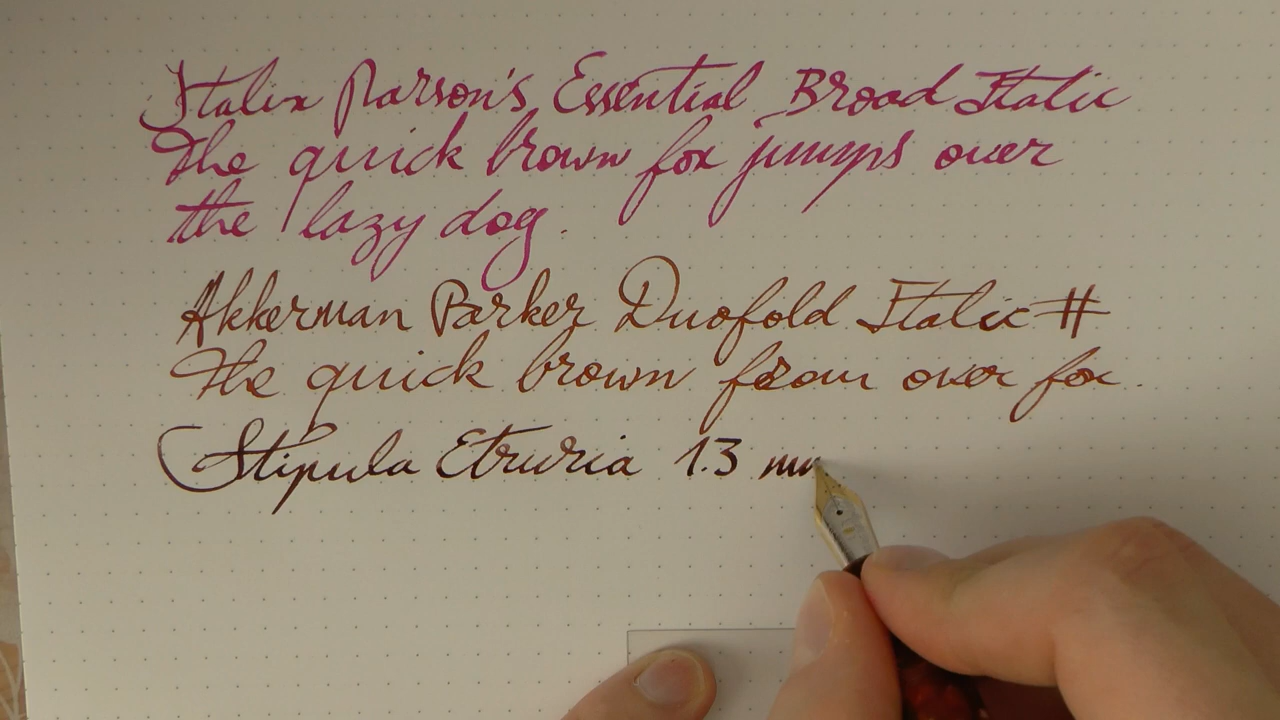 Italix Parson's Essential Broad Italic
The quick brown fox jumps over
the lazy dog.
Akkerman Parker Duofold Italic #
The quick brown from over fox.
Stipula Etruria 1.3 mm